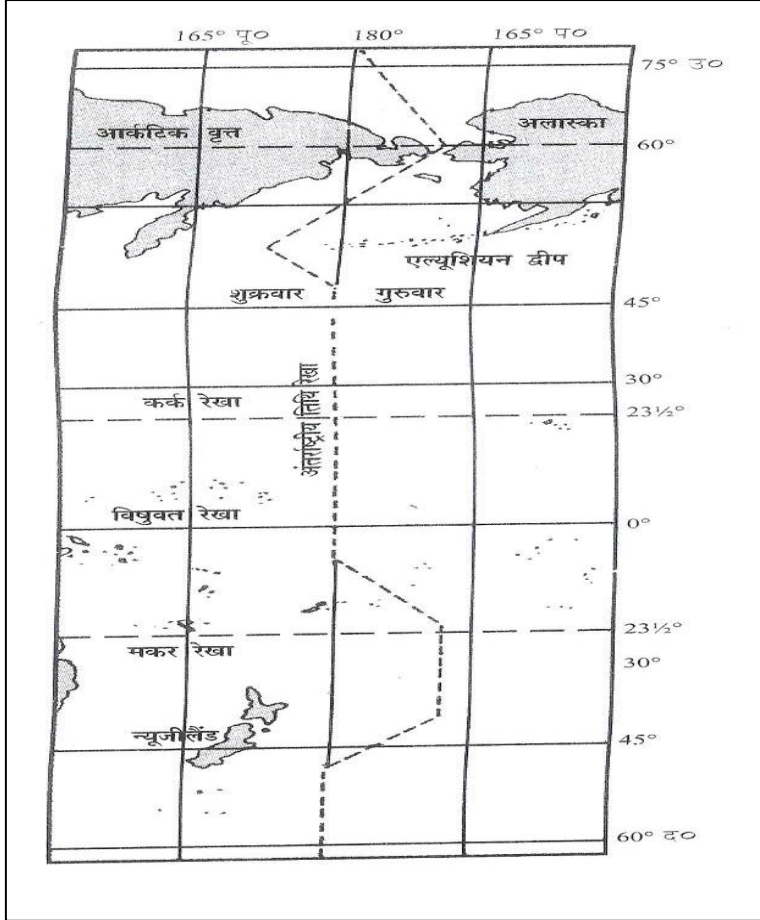 165° पू० 180° 165° प०
75° उ०
आर्कटिक वृत्त अलास्का
60°
एल्यूशियन द्वीप
शुक्रवार गुरुवार
45°
अंतर्राष्ट्रीय तिथि रेखा
30°
कर्क रेखा 23½°
विषुवत रेखा 0°
23½°
मकर रेखा
30°
न्यूजीलैंड
45°
60° द०